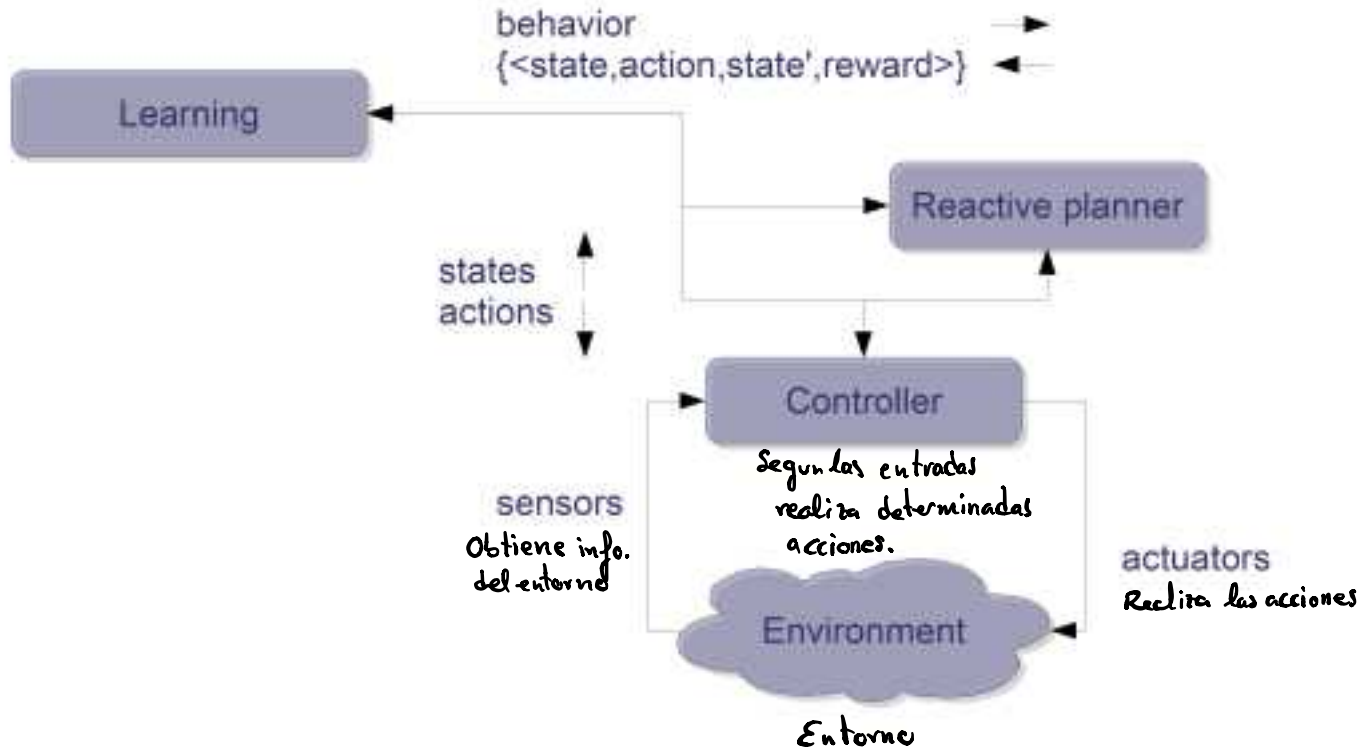 behavior
{<state,action,state',reward>}
Learning
Reactive planner
states
actions
Controller
Segun las entradas
realiza determinadas
acciones.
sensors
Obtiene info.
del entorno
actuators
Realiza las acciones
Environment
Entorno